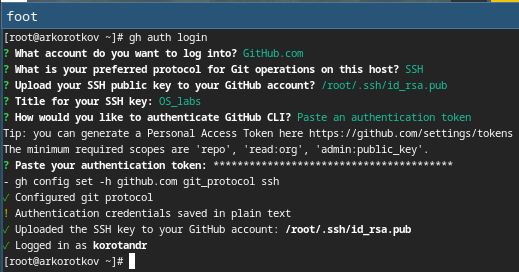 foot
[root@arkorotkov ~]# gh auth login
? What account do you want to log into? GitHub.com
? What is your preferred protocol for Git operations on this host? SSH
? Upload your SSH public key to your GitHub account? /root/.ssh/id_rsa.pub
? Title for your SSH key: OS_labs
? How would you like to authenticate GitHub CLI? Paste an authentication token
Tip: you can generate a Personal Access Token here https://github.com/settings/tokens
The minimum required scopes are 'repo', 'read:org', 'admin:public_key'.
? Paste your authentication token: ****************************************
- gh config set -h github.com git_protocol ssh
✓ Configured git protocol
! Authentication credentials saved in plain text
✓ Uploaded the SSH key to your GitHub account: /root/.ssh/id_rsa.pub
✓ Logged in as korotandr
[root@arkorotkov ~]#